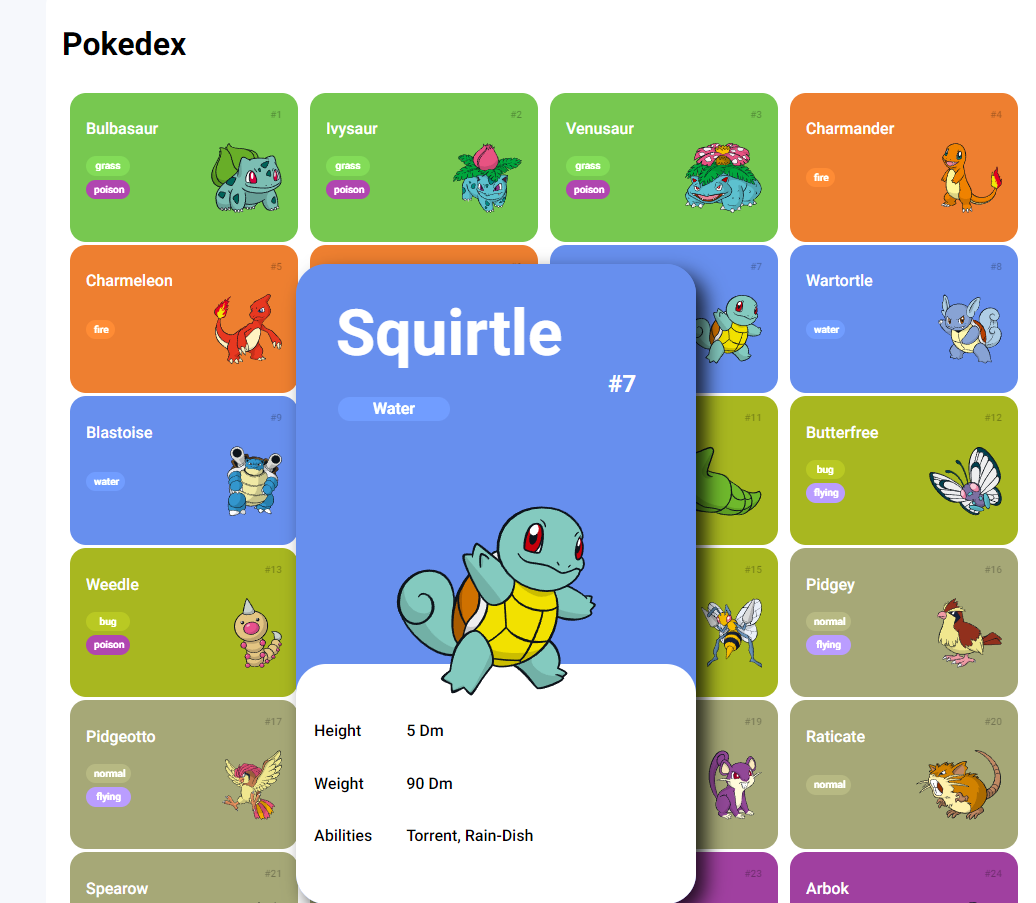 Pokedex
#1
Bulbasaur
grass
poison
#2
Ivysaur
grass
poison
#3
Venusaur
grass
poison
#4
Charmander
fire
#5
Charmeleon
fire
#7
#8
Wartortle
water
Squirtle
#7
Water
#9
Blastoise
water
#11
#12
Butterfree
bug
flying
#13
Weedle
bug
poison
#15
#16
Pidgey
normal
flying
Height 5 Dm
Weight 90 Dm
Abilities Torrent, Rain-Dish
#17
Pidgeotto
normal
flying
#19
#20
Raticate
normal
#21
Spearow
#23
#24
Arbok